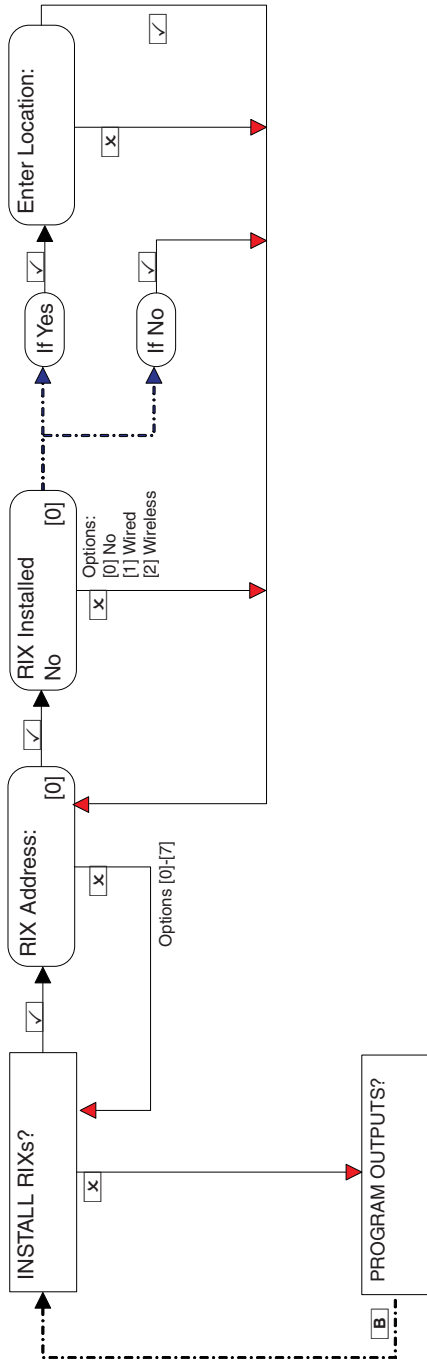 INSTALL RIXs?
RIX Address:
[0]
Options [0]-[7]
RIX Installed
No
[0]
Options:
[0] No
[1] Wired
[2] Wireless
If Yes
If No
Enter Location:
PROGRAM OUTPUTS?
B